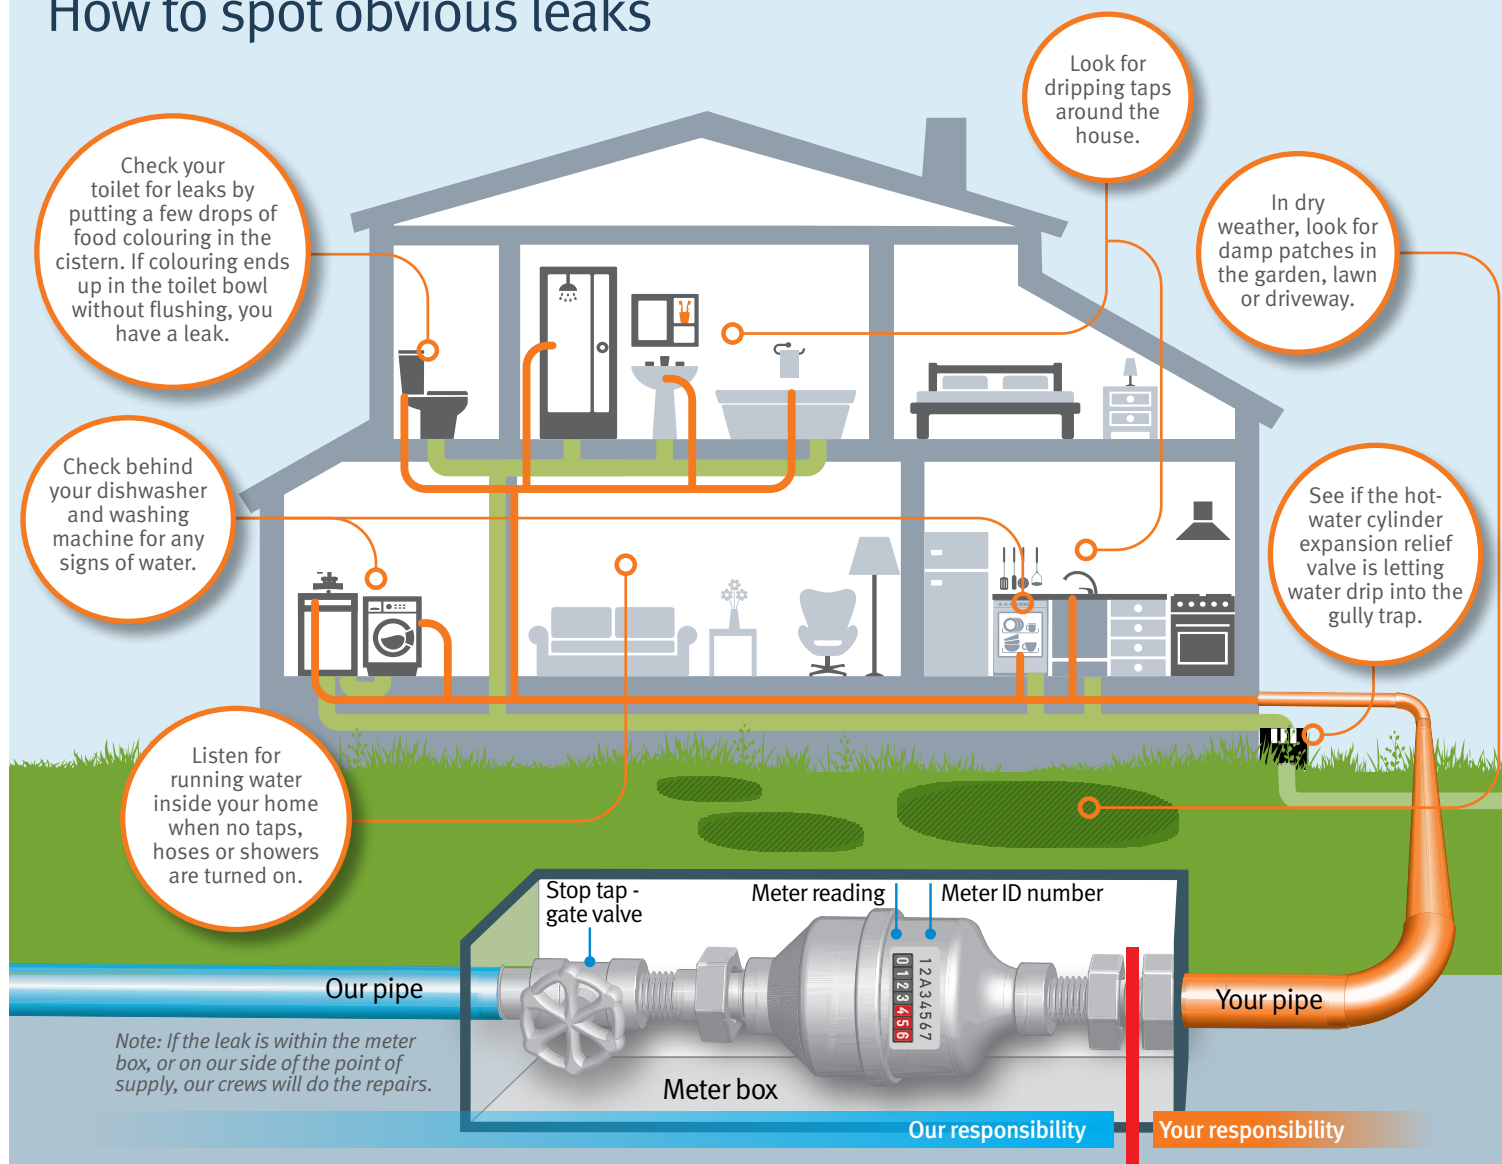 How to spot obvious leaks
Look for
dripping taps
around the
house.
Check your
toilet for leaks by
putting a few drops of
food colouring in the
cistern. If colouring ends
up in the toilet bowl
without flushing, you
have a leak.
In dry
weather, look for
damp patches in
the garden, lawn
or driveway.
Check behind
your dishwasher
and washing
machine for any
signs of water.
See if the hot-
water cylinder
expansion relief
valve is letting
water drip into the
gully trap.
Listen for
running water
inside your home
when no taps,
hoses or showers
are turned on.
Stop tap -
gate valve
Meter reading
Meter ID number
0123456
12A34567
Our pipe
Your pipe
Note: If the leak is within the meter
box, or on our side of the point of
supply, our crews will do the repairs.
Meter box
Our responsibility
Your responsibility